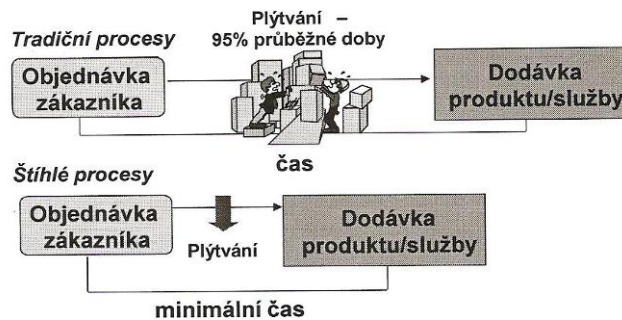 Plýtvání –
Tradiční procesy
95% průběžné doby
Objednávka
zákazníka
Dodávka
produktu/služby
čas
Štíhlé procesy
Objednávka
zákazníka
Plýtvání
Dodávka
produktu/služby
minimální čas